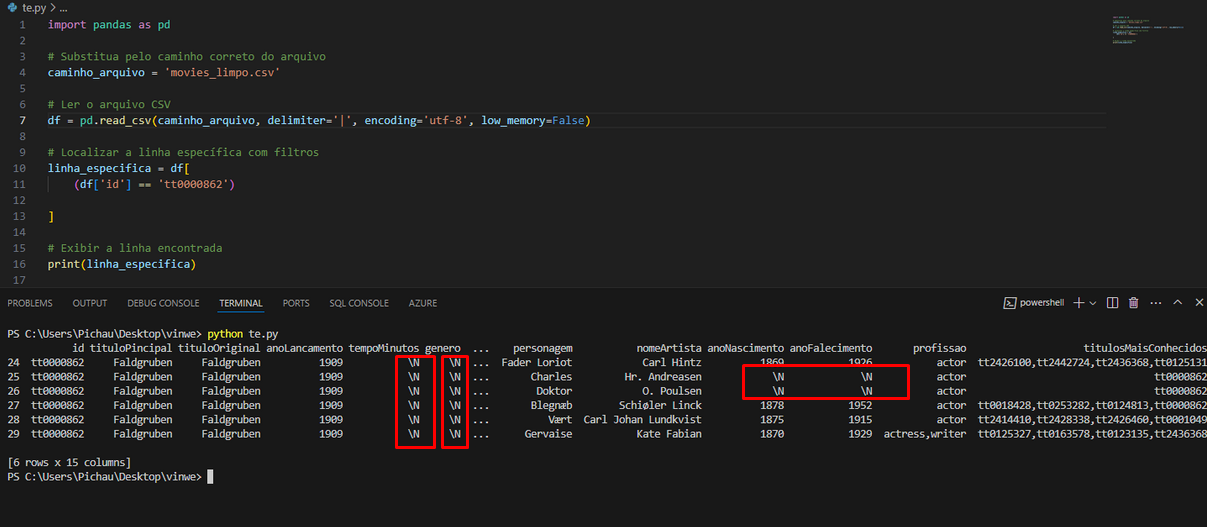 te.py > ...
1 import pandas as pd
2
3 # Substitua pelo caminho correto do arquivo
4 caminho_arquivo = 'movies_limpo.csv'
5
6 # Ler o arquivo CSV
7 df = pd.read_csv(caminho_arquivo, delimiter='|', encoding='utf-8', low_memory=False)
8
9 # Localizar a linha específica com filtros
10 linha_especifica = df[
11 (df['id'] == 'tt0000862')
12
13 ]
14
15 # Exibir a linha encontrada
16 print(linha_especifica)
17
PROBLEMS OUTPUT DEBUG CONSOLE TERMINAL PORTS SQL CONSOLE AZURE powershell
PS C:\Users\Pichau\Desktop\vinwe> python te.py
id tituloPincipal tituloOriginal anoLancamento tempoMinutos genero ... personagem nomeArtista anoNascimento anoFalecimento profissao titulosMaisConhecidos
24 tt0000862 Faldgruben Faldgruben 1909 \N \N ... Fader Loriot Carl Hintz 1869 1926 actor tt2426100,tt2442724,tt2436368,tt0125131
25 tt0000862 Faldgruben Faldgruben 1909 \N \N ... Charles Hr. Andreasen \N \N actor tt0000862
26 tt0000862 Faldgruben Faldgruben 1909 \N \N ... Doktor O. Poulsen \N \N actor tt0000862
27 tt0000862 Faldgruben Faldgruben 1909 \N \N ... Blegnæb Schiøler Linck 1878 1952 actor tt0018428,tt0253282,tt0124813,tt0000862
28 tt0000862 Faldgruben Faldgruben 1909 \N \N ... Vært Carl Johan Lundkvist 1875 1915 actor tt2414410,tt2428338,tt2426460,tt0001049
29 tt0000862 Faldgruben Faldgruben 1909 \N \N ... Gervaise Kate Fabian 1870 1929 actress,writer tt0125327,tt0163578,tt0123135,tt2436368
[6 rows x 15 columns]
PS C:\Users\Pichau\Desktop\vinwe>